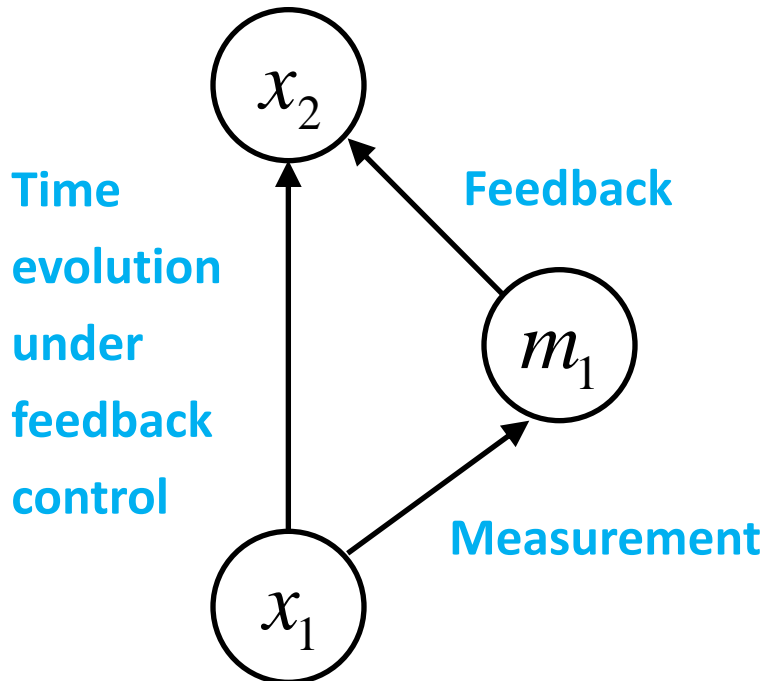 x₂
Time
evolution
under
feedback
control
Feedback
m₁
Measurement
x₁